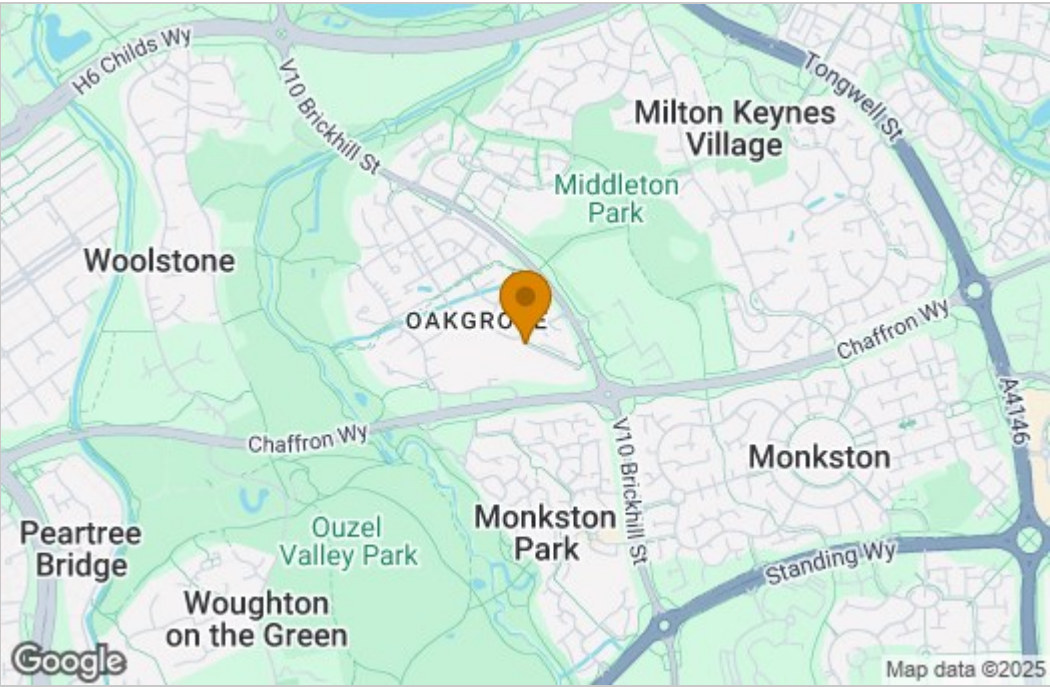 H6 Childs Wy
V10 Brickhill St
Tongwell St
Milton Keynes
Village
Middleton
Park
Woolstone
OAKGROVE
Chaffron Wy
A4146
Chaffron Wy
V10 Brickhill St
Monkston
Peartree
Bridge
Ouzel
Valley Park
Monkston
Park
Standing Wy
Woughton
on the Green
Google
Map data ©2025